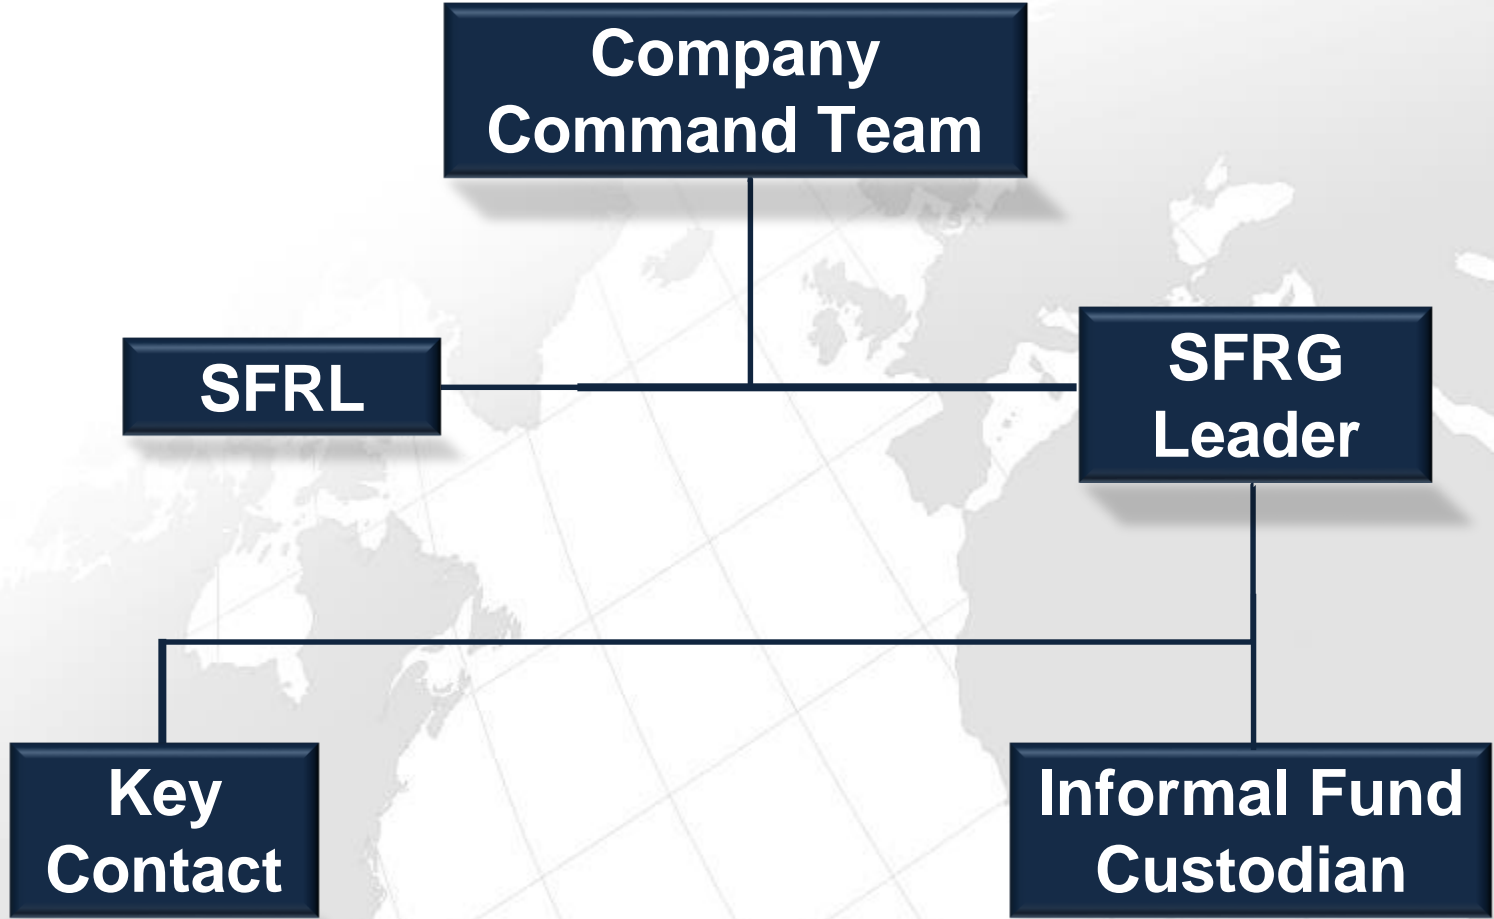 Company
Command Team
SFRL
SFRG
Leader
Key
Contact
Informal Fund
Custodian